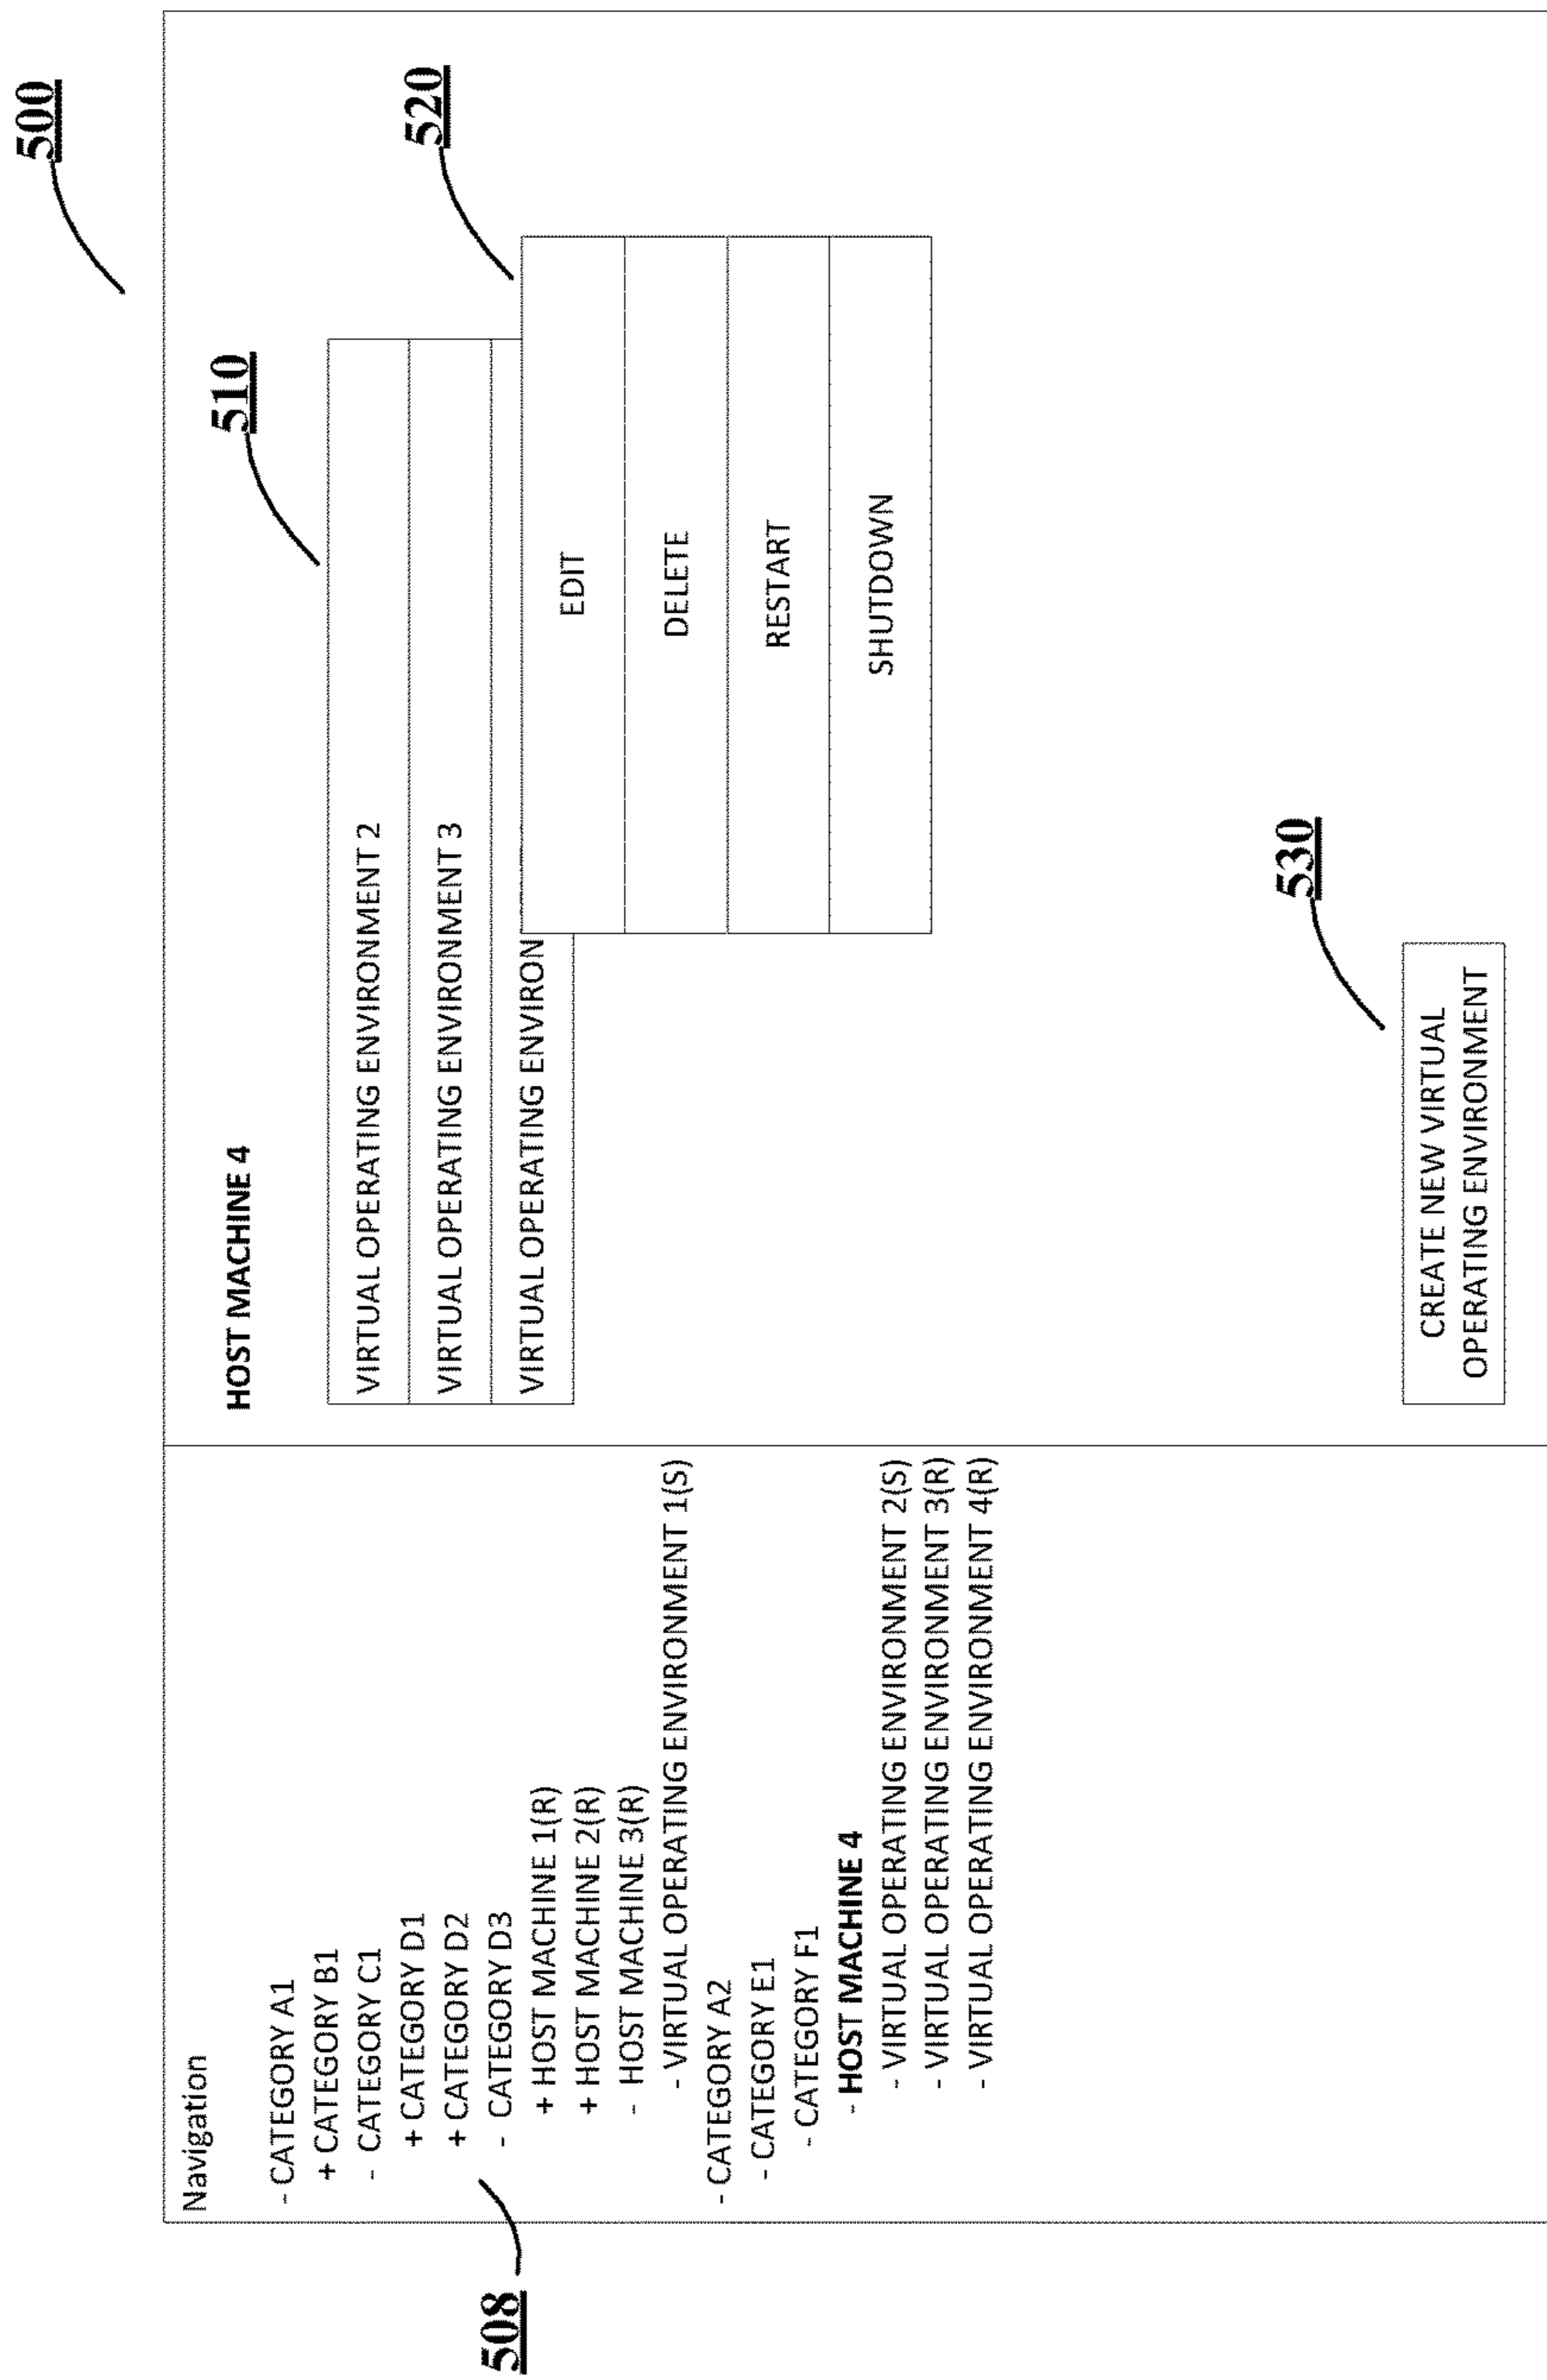 500
Navigation
- CATEGORY A1
+ CATEGORY B1
- CATEGORY C1
+ CATEGORY D1
+ CATEGORY D2
- CATEGORY D3
+ HOST MACHINE 1(R)
+ HOST MACHINE 2(R)
- HOST MACHINE 3(R)
- VIRTUAL OPERATING ENVIRONMENT 1(S)
- CATEGORY A2
- CATEGORY E1
- CATEGORY F1
- HOST MACHINE 4
- VIRTUAL OPERATING ENVIRONMENT 2(S)
- VIRTUAL OPERATING ENVIRONMENT 3(R)
- VIRTUAL OPERATING ENVIRONMENT 4(R)
508
HOST MACHINE 4
510
VIRTUAL OPERATING ENVIRONMENT 2
VIRTUAL OPERATING ENVIRONMENT 3
VIRTUAL OPERATING ENVIRON
520
EDIT
DELETE
RESTART
SHUTDOWN
530
CREATE NEW VIRTUAL
OPERATING ENVIRONMENT